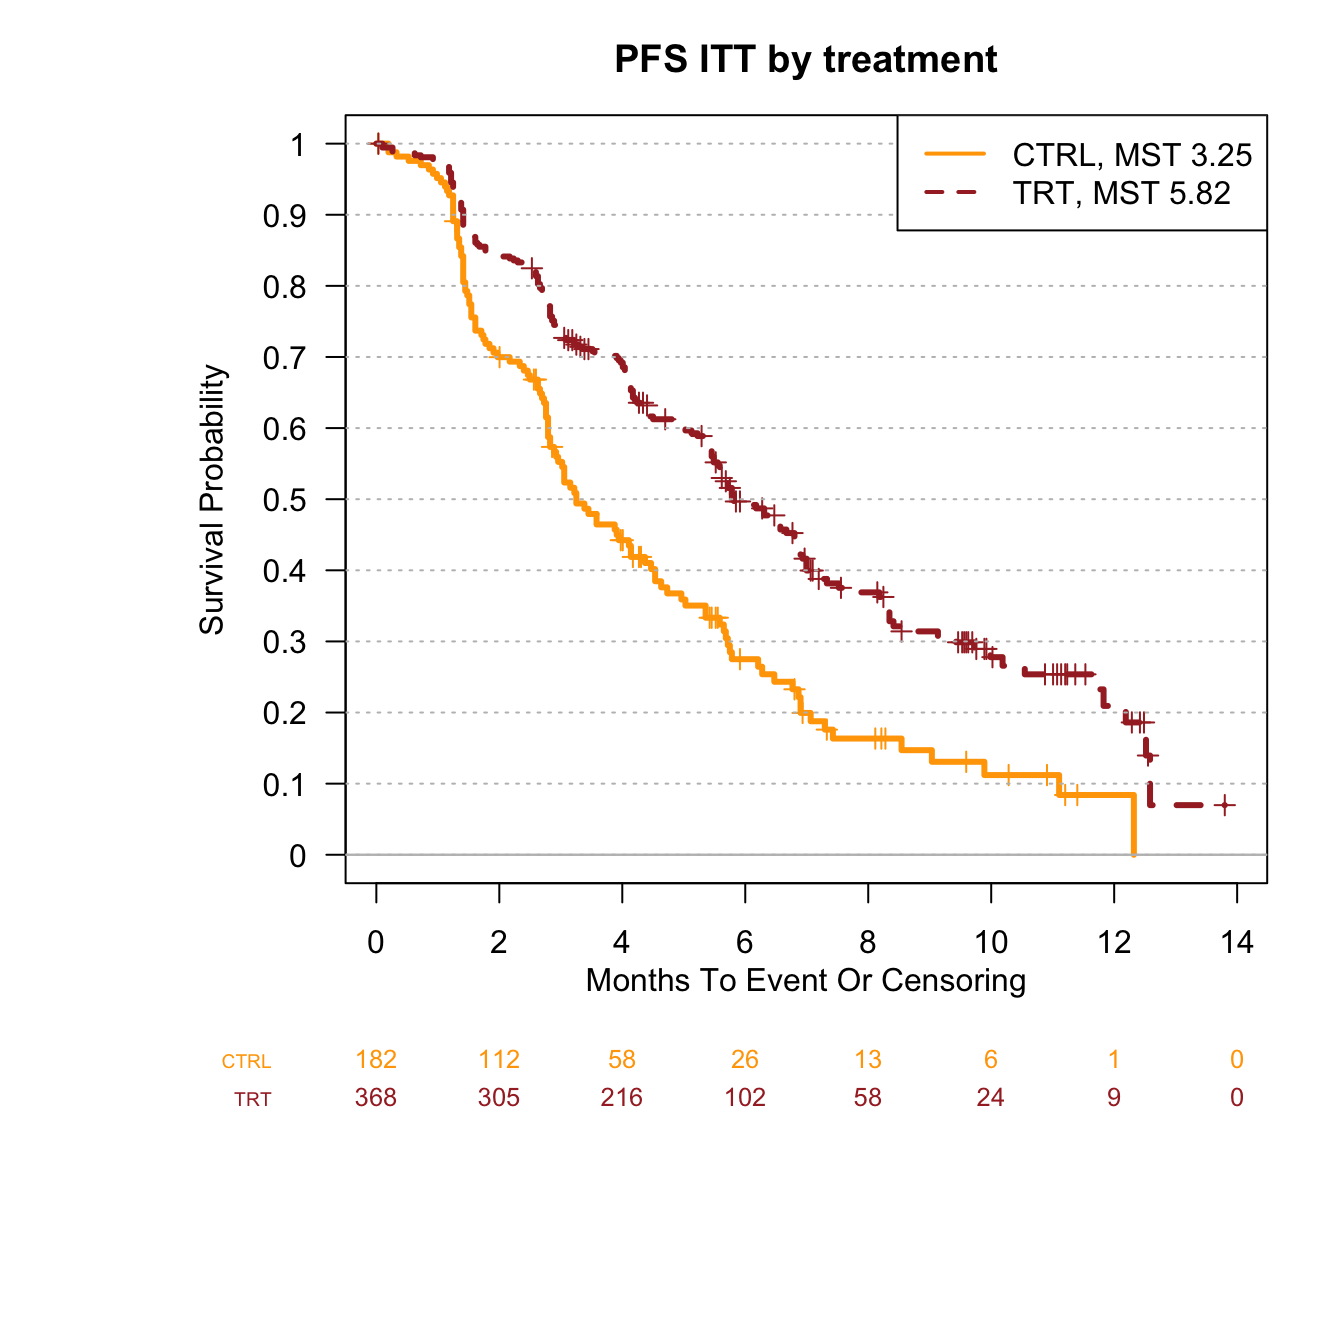 PFS ITT by treatment
CTRL, MST 3.25
TRT, MST 5.82
Survival Probability
1
0.9
0.8
0.7
0.6
0.5
0.4
0.3
0.2
0.1
0
0 2 4 6 8 10 12 14
Months To Event Or Censoring
CTRL 182 112 58 26 13 6 1 0
TRT 368 305 216 102 58 24 9 0